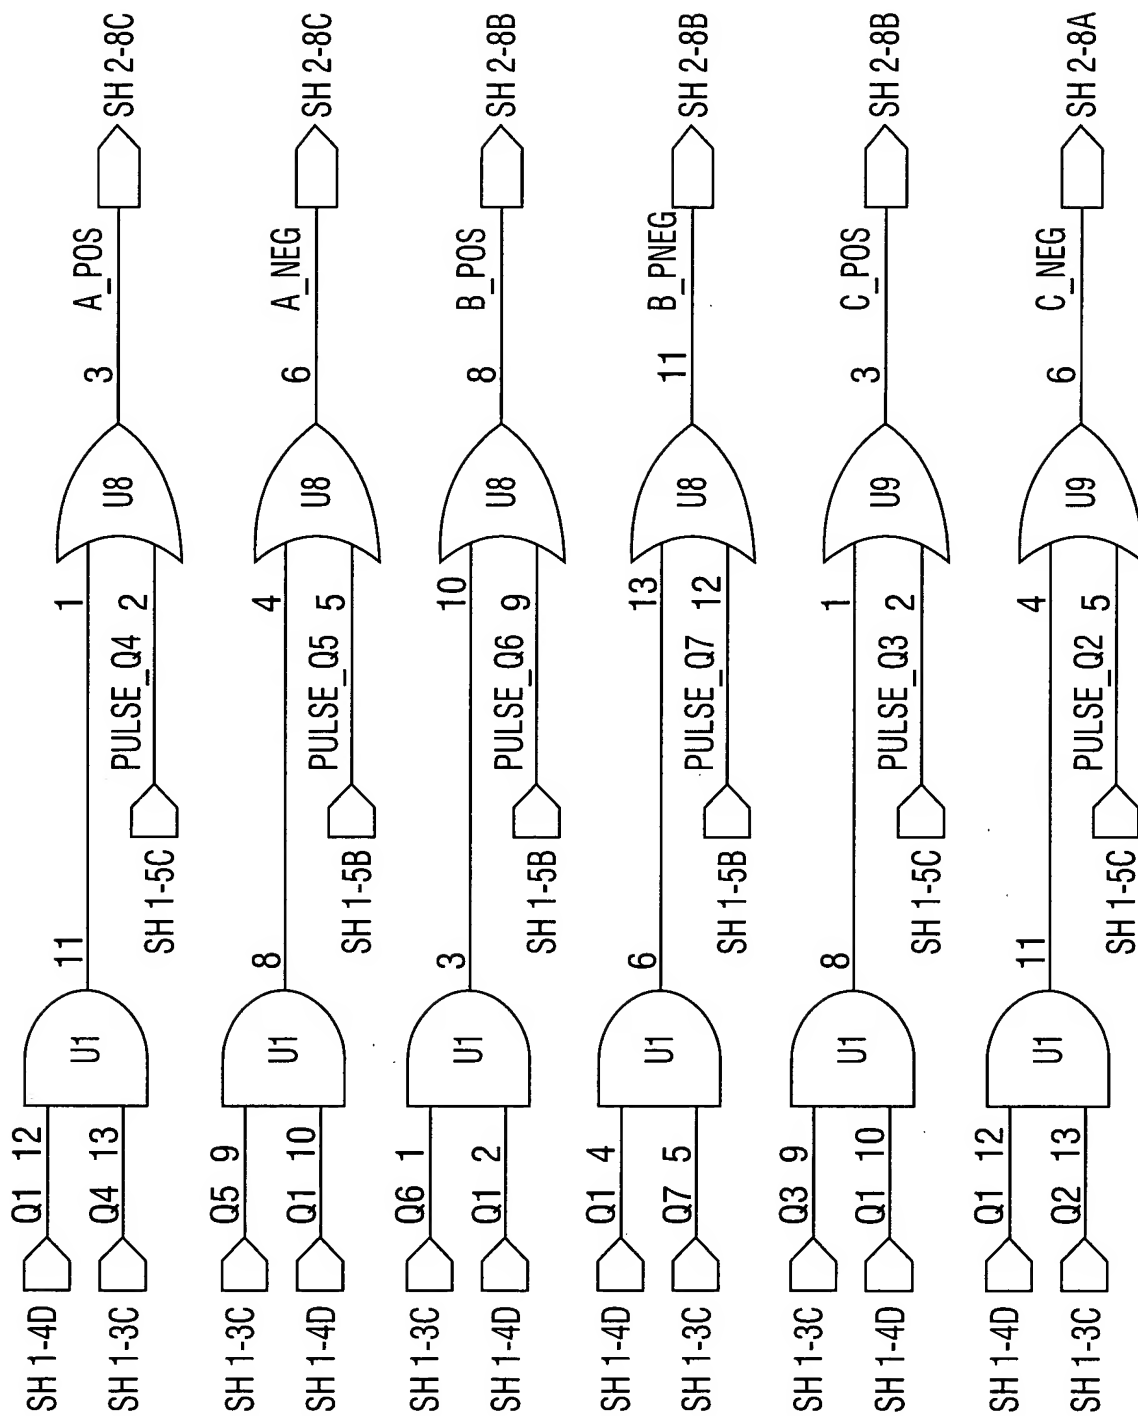 SH 1-4D Q1 12
SH 1-3C Q4 13
U1
11 1
SH 1-5C PULSE_Q4 2
U8
3 A_POS SH 2-8C
SH 1-3C Q5 9
SH 1-4D Q1 10
U1
8 4
SH 1-5B PULSE_Q5 5
U8
6 A_NEG SH 2-8C
SH 1-3C Q6 1
SH 1-4D Q1 2
U1
3 10
SH 1-5B PULSE_Q6 9
U8
8 B_POS SH 2-8B
SH 1-4D Q1 4
SH 1-3C Q7 5
U1
6 13
SH 1-5B PULSE_Q7 12
U8
11 B_PNEG SH 2-8B
SH 1-3C Q3 9
SH 1-4D Q1 10
U1
8 1
SH 1-5C PULSE_Q3 2
U9
3 C_POS SH 2-8B
SH 1-4D Q1 12
SH 1-3C Q2 13
U1
11 4
SH 1-5C PULSE_Q2 5
U9
6 C_NEG SH 2-8A